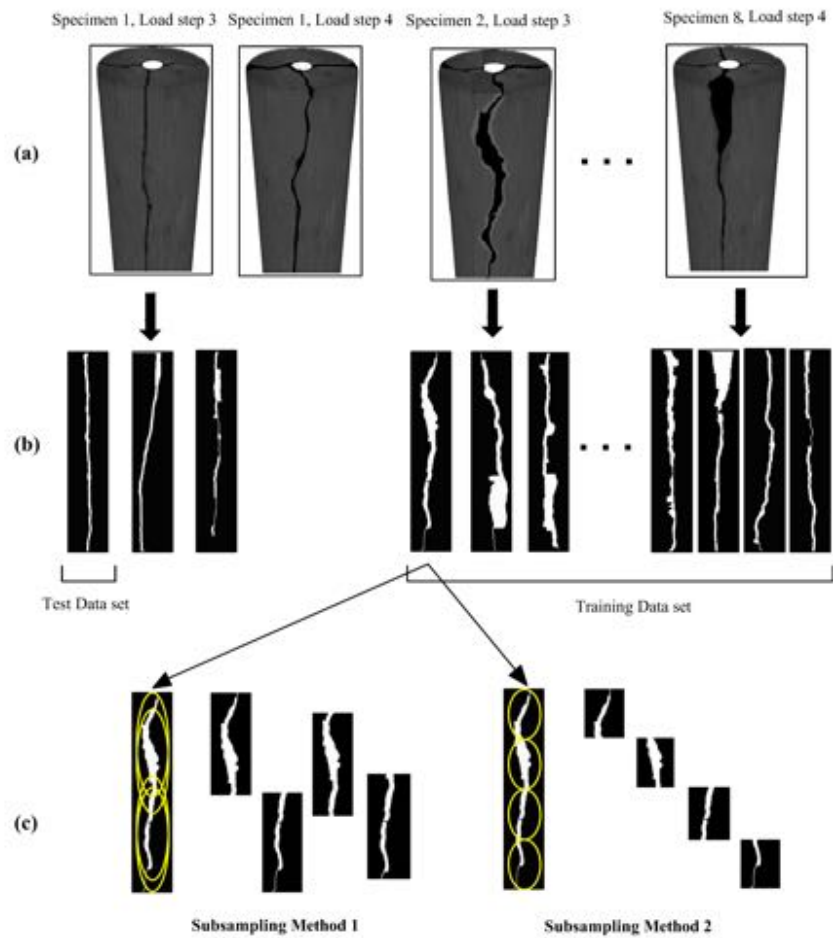 Specimen 1, Load step 3 Specimen 1, Load step 4 Specimen 2, Load step 3 Specimen 8, Load step 4
(a)
(b)
Test Data set Training Data set
(c)
Subsampling Method 1 Subsampling Method 2